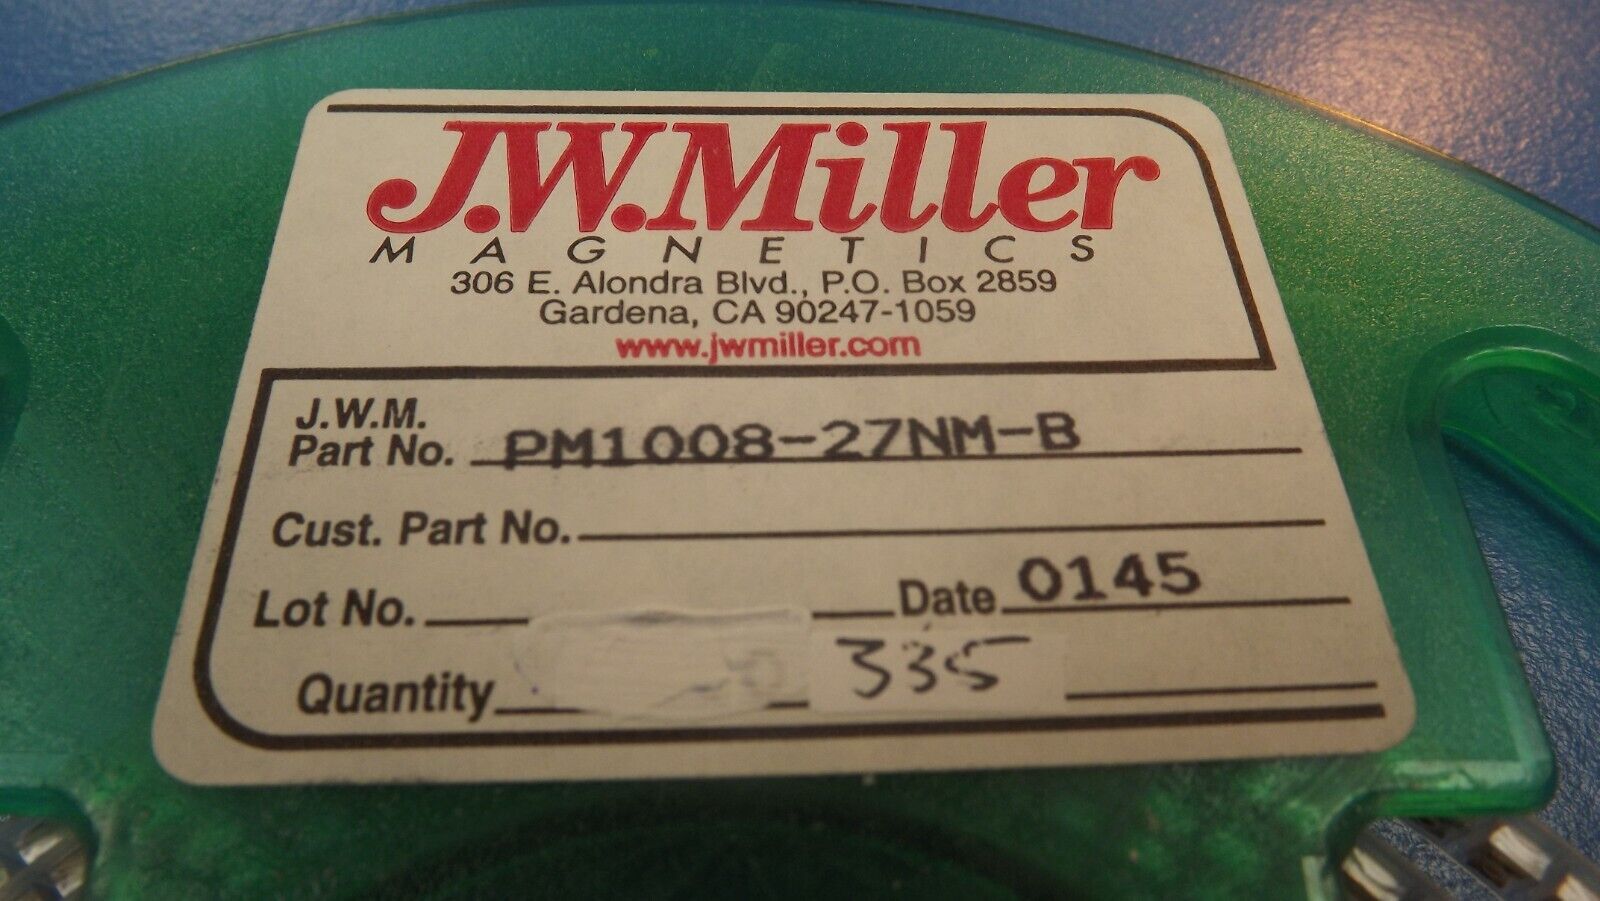 J.W.Miller
MAGNETICS
306 E. Alondra Blvd., P.O. Box 2859
Gardena, CA 90247-1059
www.jwmiller.com
J.W.M.
Part No. PM1008-27NM-B
Cust. Part No.
Lot No. Date 0145
Quantity 335